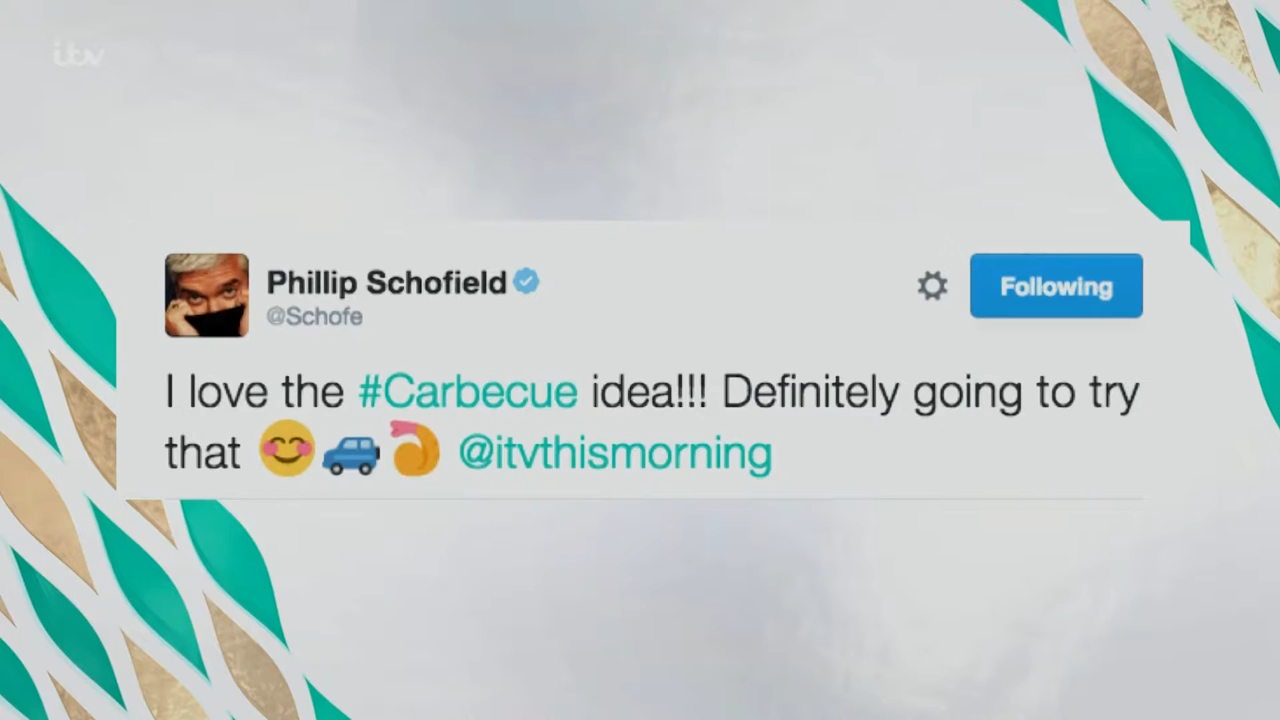 itv
Phillip Schofield
@Schofe
Following
I love the #Carbecue idea!!! Definitely going to try
that 😊🚙🍤 @itvthismorning